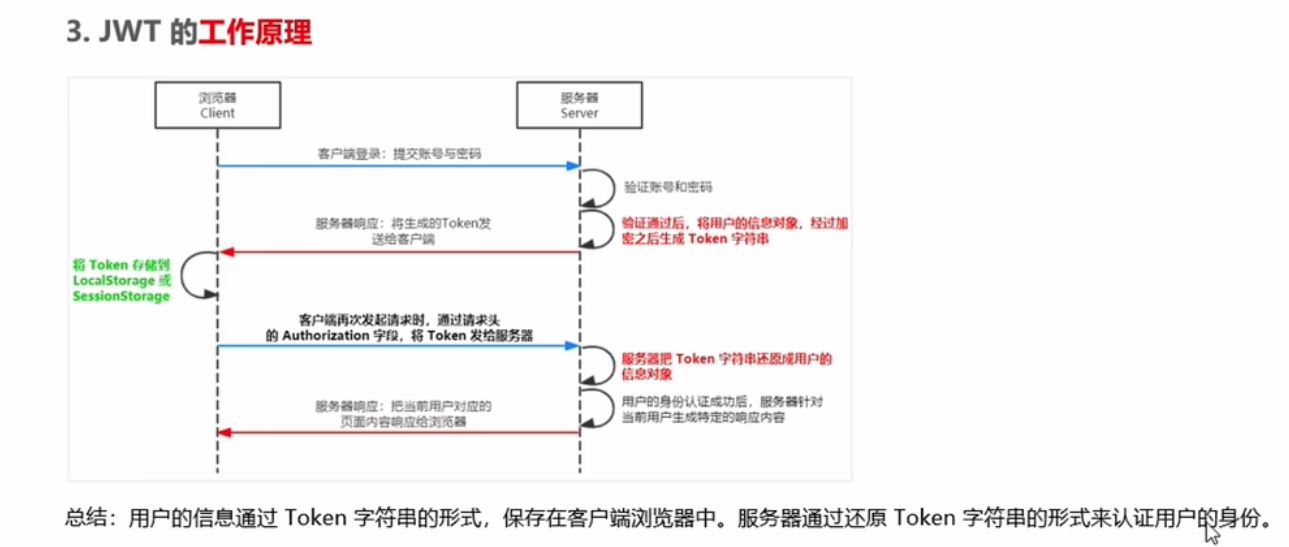 3. JWT 的工作原理
浏览器
Client
服务器
Server
客户端登录：提交账号与密码
验证账号和密码
服务器响应：将生成的Token发
送给客户端
验证通过后，将用户的信息对象，经过加
密之后生成 Token 字符串
将 Token 存储到
LocalStorage 或
SessionStorage
客户端再次发起请求时，通过请求头
的 Authorization 字段，将 Token 发给服务器
服务器把 Token 字符串还原成用户的
信息对象
服务器响应：把当前用户对应的
页面内容响应给浏览器
用户的身份认证成功后，服务器针对
当前用户生成特定的响应内容
总结：用户的信息通过 Token 字符串的形式，保存在客户端浏览器中。服务器通过还原 Token 字符串的形式来认证用户的身份。